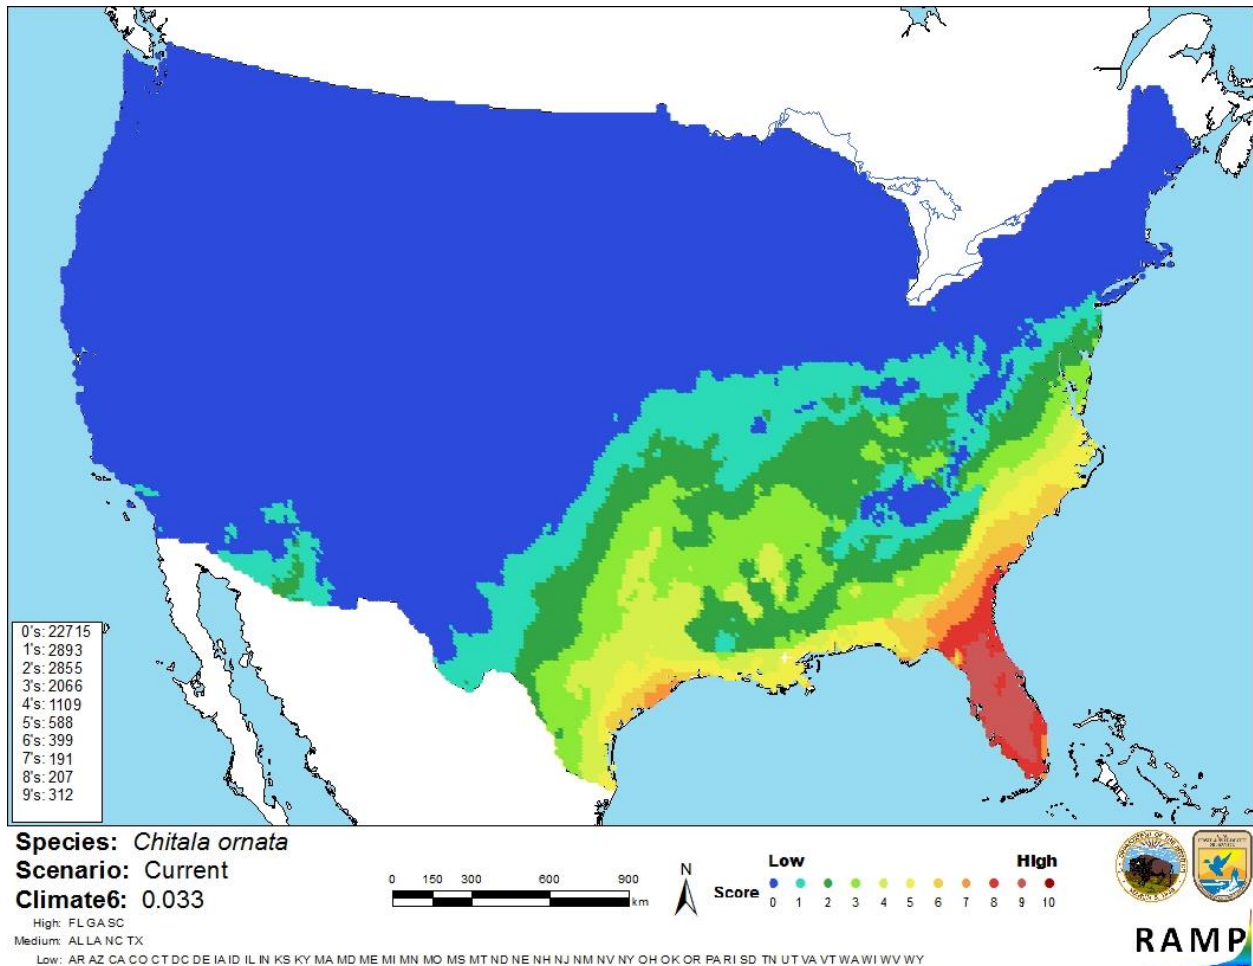 0's: 22715
1's: 2893
2's: 2855
3's: 2066
4's: 1109
5's: 588
6's: 399
7's: 191
8's: 207
9's: 312
Species: Chitala ornata
Scenario: Current
Climate6: 0.033
High: FL GA SC
Medium: AL LA NC TX
Low: AR AZ CA CO CT DC DE IA ID IL IN KS KY MA MD ME MI MN MO MS MT ND NE NH NJ NM NV NY OH OK OR PA RI SD TN UT VA VT WA WI WV WY
0 150 300 600 900
km
N
Low High
Score 0 1 2 3 4 5 6 7 8 9 10
RAMP